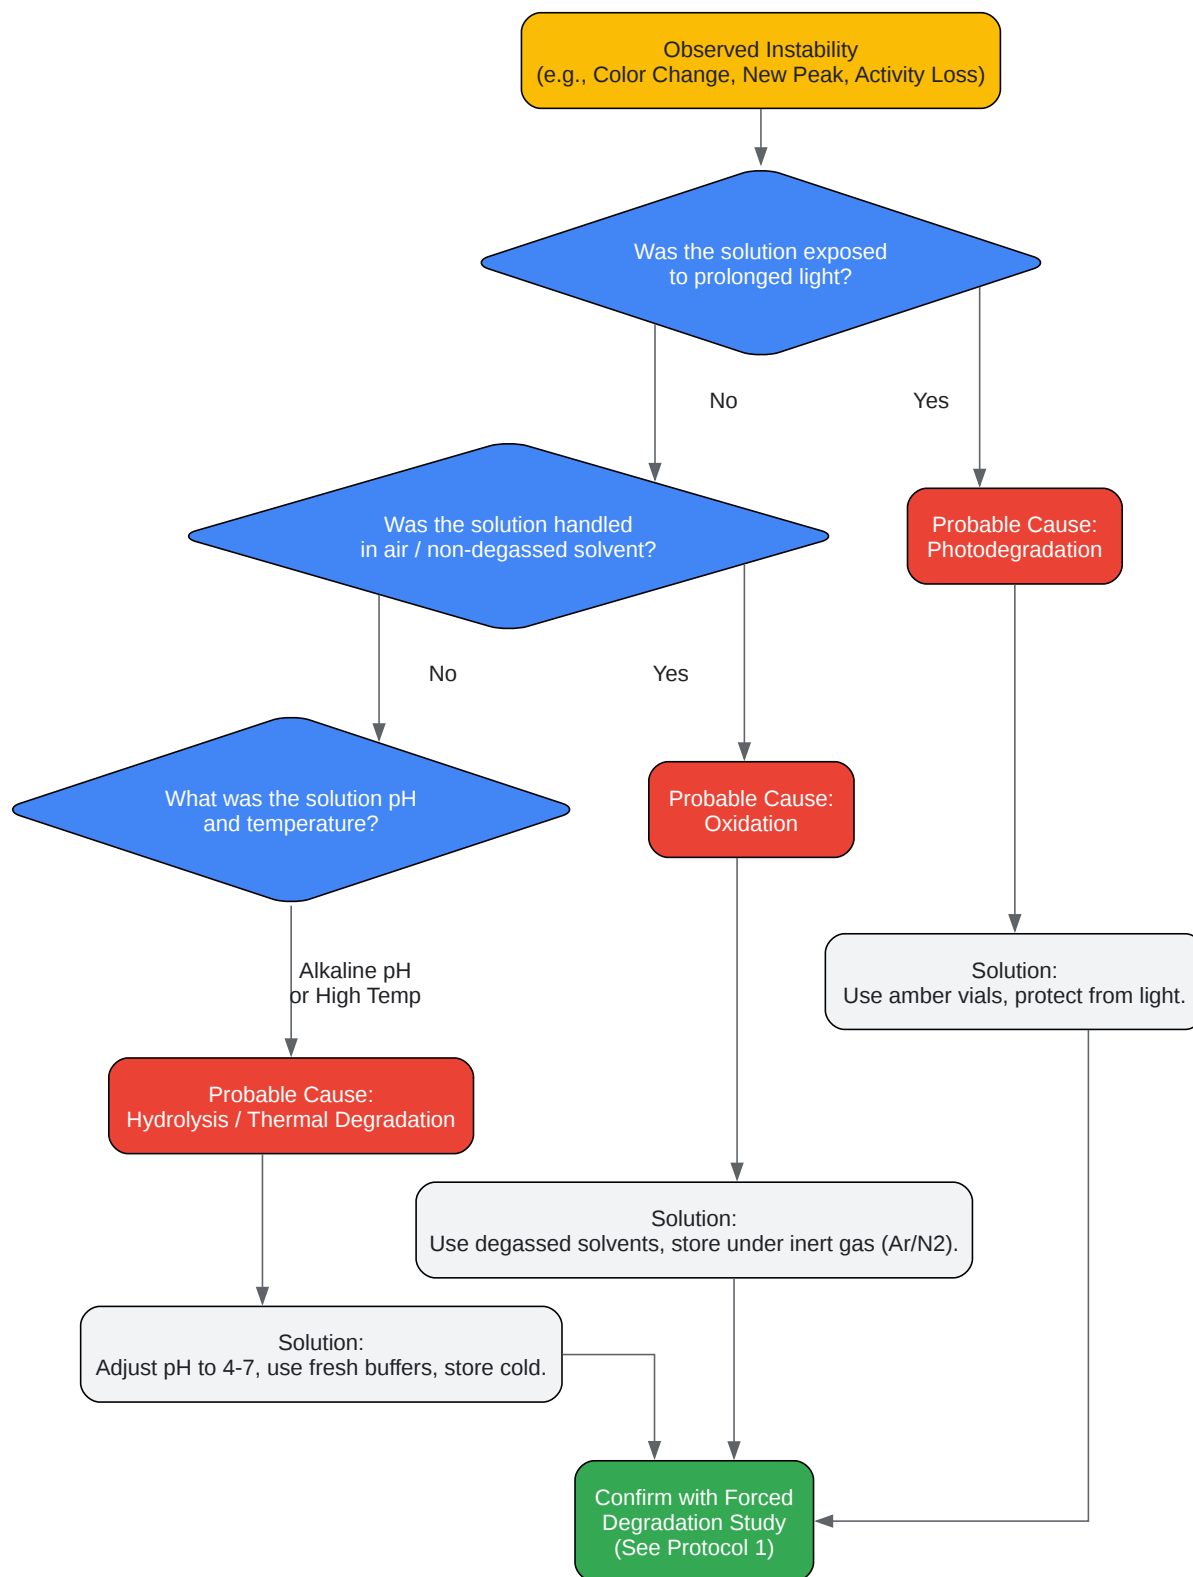 Observed Instability
(e.g., Color Change, New Peak, Activity Loss)
Was the solution exposed
to prolonged light?
No
Yes
Was the solution handled
in air / non-degassed solvent?
Probable Cause:
Photodegradation
No
Yes
What was the solution pH
and temperature?
Probable Cause:
Oxidation
Alkaline pH
or High Temp
Solution:
Use amber vials, protect from light.
Probable Cause:
Hydrolysis / Thermal Degradation
Solution:
Use degassed solvents, store under inert gas (Ar/N2).
Solution:
Adjust pH to 4-7, use fresh buffers, store cold.
Confirm with Forced
Degradation Study
(See Protocol 1)